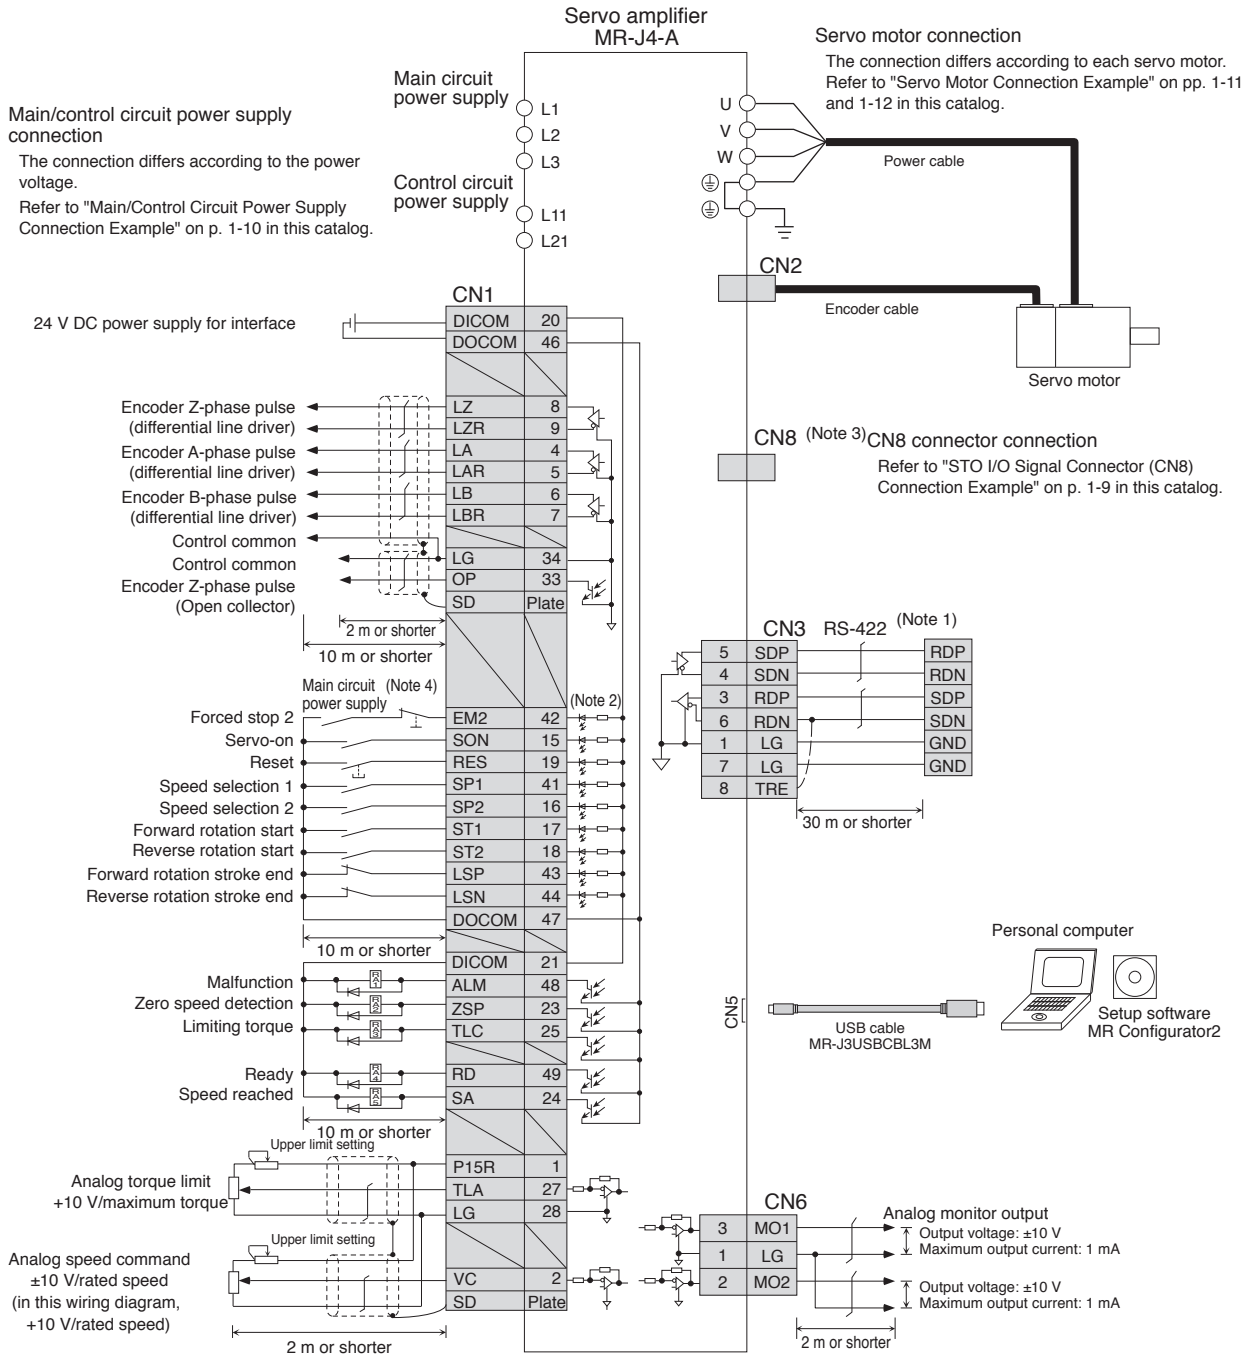 Servo amplifier
MR-J4-A
Servo motor connection
The connection differs according to each servo motor.
Refer to "Servo Motor Connection Example" on pp. 1-11
and 1-12 in this catalog.
Main/control circuit power supply
connection
The connection differs according to the power
voltage.
Refer to "Main/Control Circuit Power Supply
Connection Example" on p. 1-10 in this catalog.
Main circuit
power supply
L1
L2
L3
Control circuit
power supply
L11
L21
U
V
W
Power cable
CN2
Encoder cable
Servo motor
CN8 (Note 3)
CN8 connector connection
Refer to "STO I/O Signal Connector (CN8)
Connection Example" on p. 1-9 in this catalog.
CN1
24 V DC power supply for interface
DICOM 20
DOCOM 46
Encoder Z-phase pulse
(differential line driver)
LZ 8
LZR 9
Encoder A-phase pulse
(differential line driver)
LA 4
LAR 5
Encoder B-phase pulse
(differential line driver)
LB 6
LBR 7
Control common
Control common
LG 34
Encoder Z-phase pulse
(Open collector)
OP 33
SD Plate
2 m or shorter
10 m or shorter
Main circuit
power supply
(Note 4)
(Note 2)
Forced stop 2 EM2 42
Servo-on SON 15
Reset RES 19
Speed selection 1 SP1 41
Speed selection 2 SP2 16
Forward rotation start ST1 17
Reverse rotation start ST2 18
Forward rotation stroke end LSP 43
Reverse rotation stroke end LSN 44
DOCOM 47
10 m or shorter
DICOM 21
Malfunction RA1 ALM 48
Zero speed detection RA2 ZSP 23
Limiting torque RA3 TLC 25
Ready RA4 RD 49
Speed reached RA5 SA 24
10 m or shorter
Upper limit setting
Analog torque limit
+10 V/maximum torque
P15R 1
TLA 27
LG 28
Upper limit setting
Analog speed command
±10 V/rated speed
(in this wiring diagram,
+10 V/rated speed)
VC 2
SD Plate
2 m or shorter
CN3 RS-422 (Note 1)
5 SDP RDP
4 SDN RDN
3 RDP SDP
6 RDN SDN
1 LG GND
7 LG GND
8 TRE
30 m or shorter
CN5
USB cable
MR-J3USBCBL3M
Personal computer
Setup software
MR Configurator2
CN6
3 MO1
1 LG
2 MO2
Analog monitor output
Output voltage: ±10 V
Maximum output current: 1 mA
Output voltage: ±10 V
Maximum output current: 1 mA
2 m or shorter